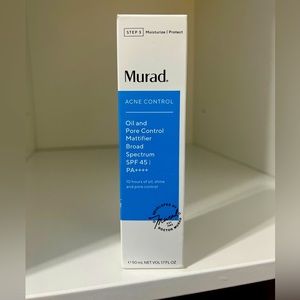 STEP 3 Moisturize / Protect
Murad.
ACNE CONTROL
Oil and
Pore Control
Mattifier
Broad
Spectrum
SPF 45 |
PA++++
10 hours of oil, shine
and pore control
DOCTOR
℮ 50 ML NET VOL 1.7 FL OZ